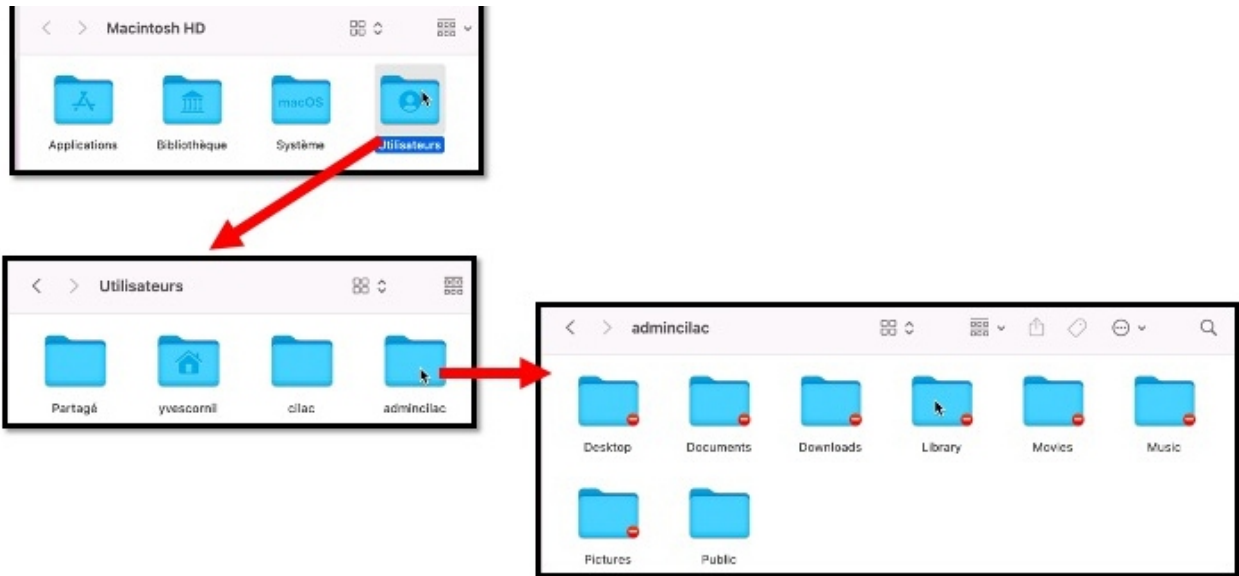 Macintosh HD
macOS
Applications Bibliothèque Système Utilisateurs
Utilisateurs
Partagé yvescornil cilac admincilac
admincilac
Desktop Documents Downloads Library Movies Music
Pictures Public